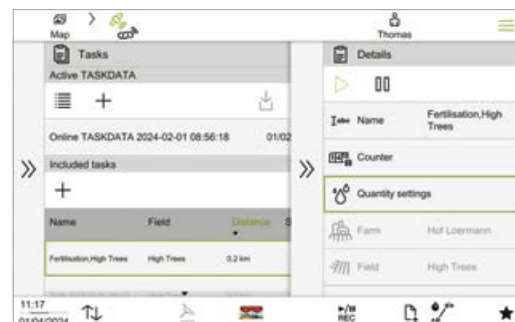 Map
Thomas
Tasks
Active TASKDATA
Online TASKDATA 2024-02-01 08:56:18 01/02
Included tasks
Name Field Distance S
Fertilisation,High Trees High Trees 0.2 km
Details
Name Fertilisation,High
Trees
Counter
Quantity settings
Farm Hof Loermann
Field High Trees
11:17
01/04/2024
REC